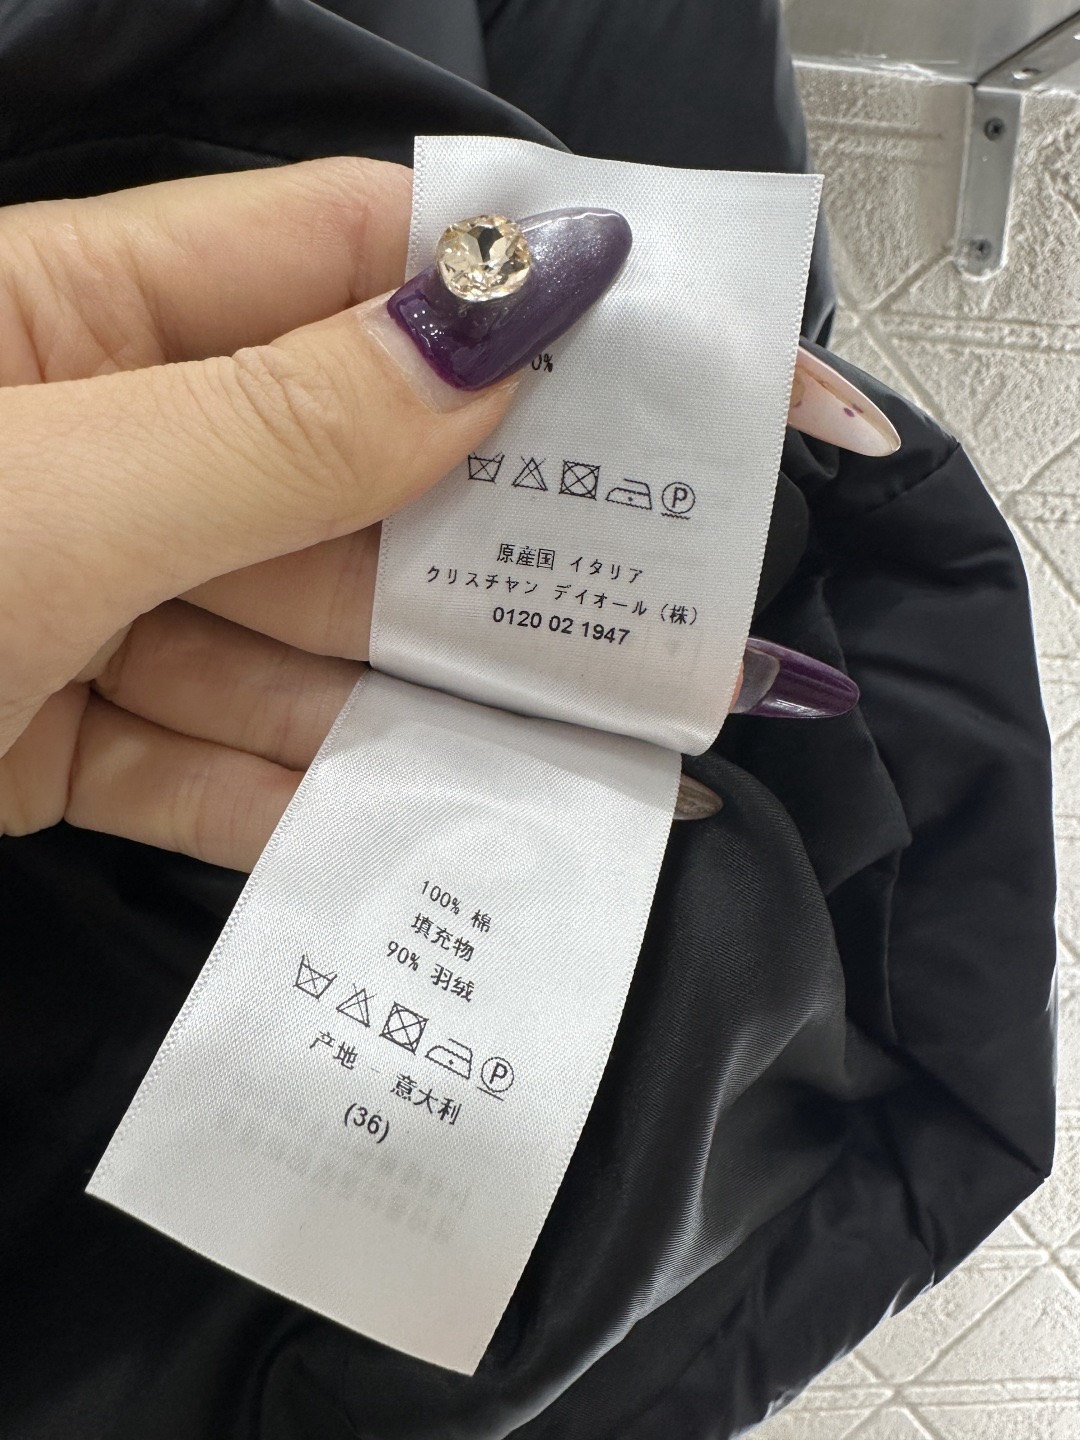 0%
原産国 イタリア
クリスチャン デイオール（株）
0120 02 1947
100% 棉
填充物
90% 羽绒
P
产地 - 意大利
(36)